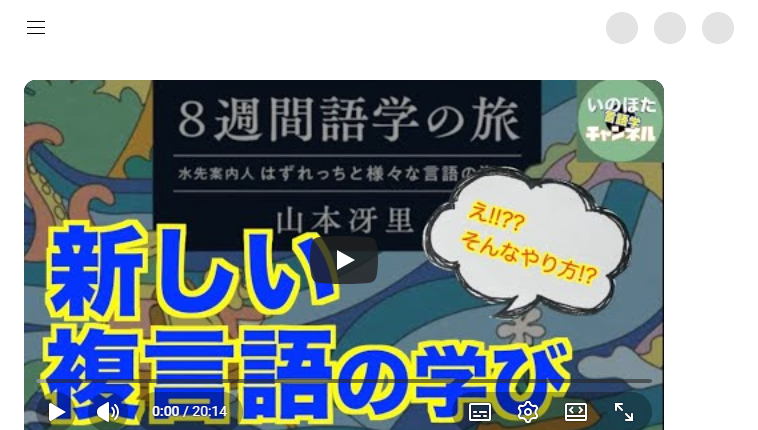 8週間語学の旅
いのほた
言語学
チャンネル
水先案内人 はずれっちと様々な言語の
山本冴里
え!!??
そんなやり方!?
新しい
複言語の学び
0:00 / 20:14